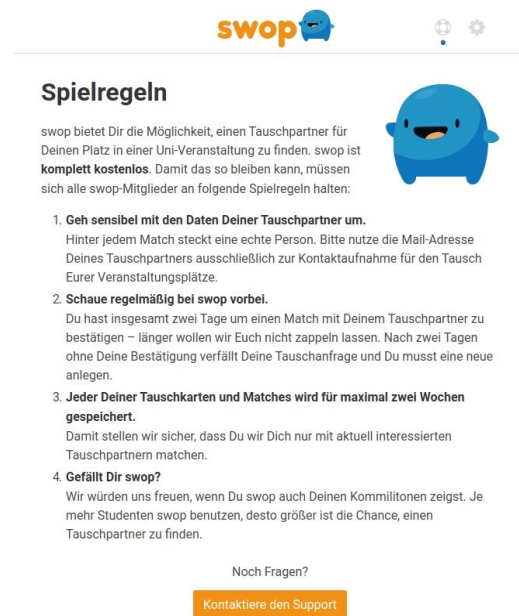 swop
Spielregeln
swop bietet Dir die Möglichkeit, einen Tauschpartner für
Deinen Platz in einer Uni-Veranstaltung zu finden. swop ist
komplett kostenlos. Damit das so bleiben kann, müssen
sich alle swop-Mitglieder an folgende Spielregeln halten:
1. Geh sensibel mit den Daten Deiner Tauschpartner um.
Hinter jedem Match steckt eine echte Person. Bitte nutze die Mail-Adresse
Deines Tauschpartners ausschließlich zur Kontaktaufnahme für den Tausch
Eurer Veranstaltungsplätze.
2. Schaue regelmäßig bei swop vorbei.
Du hast insgesamt zwei Tage um einen Match mit Deinem Tauschpartner zu
bestätigen – länger wollen wir Euch nicht zappeln lassen. Nach zwei Tagen
ohne Deine Bestätigung verfällt Deine Tauschanfrage und Du musst eine neue
anlegen.
3. Jeder Deiner Tauschkarten und Matches wird für maximal zwei Wochen
gespeichert.
Damit stellen wir sicher, dass Du wir Dich nur mit aktuell interessierten
Tauschpartnern matchen.
4. Gefällt Dir swop?
Wir würden uns freuen, wenn Du swop auch Deinen Kommilitonen zeigst. Je
mehr Studenten swop benutzen, desto größer ist die Chance, einen
Tauschpartner zu finden.
Noch Fragen?
Kontaktiere den Support